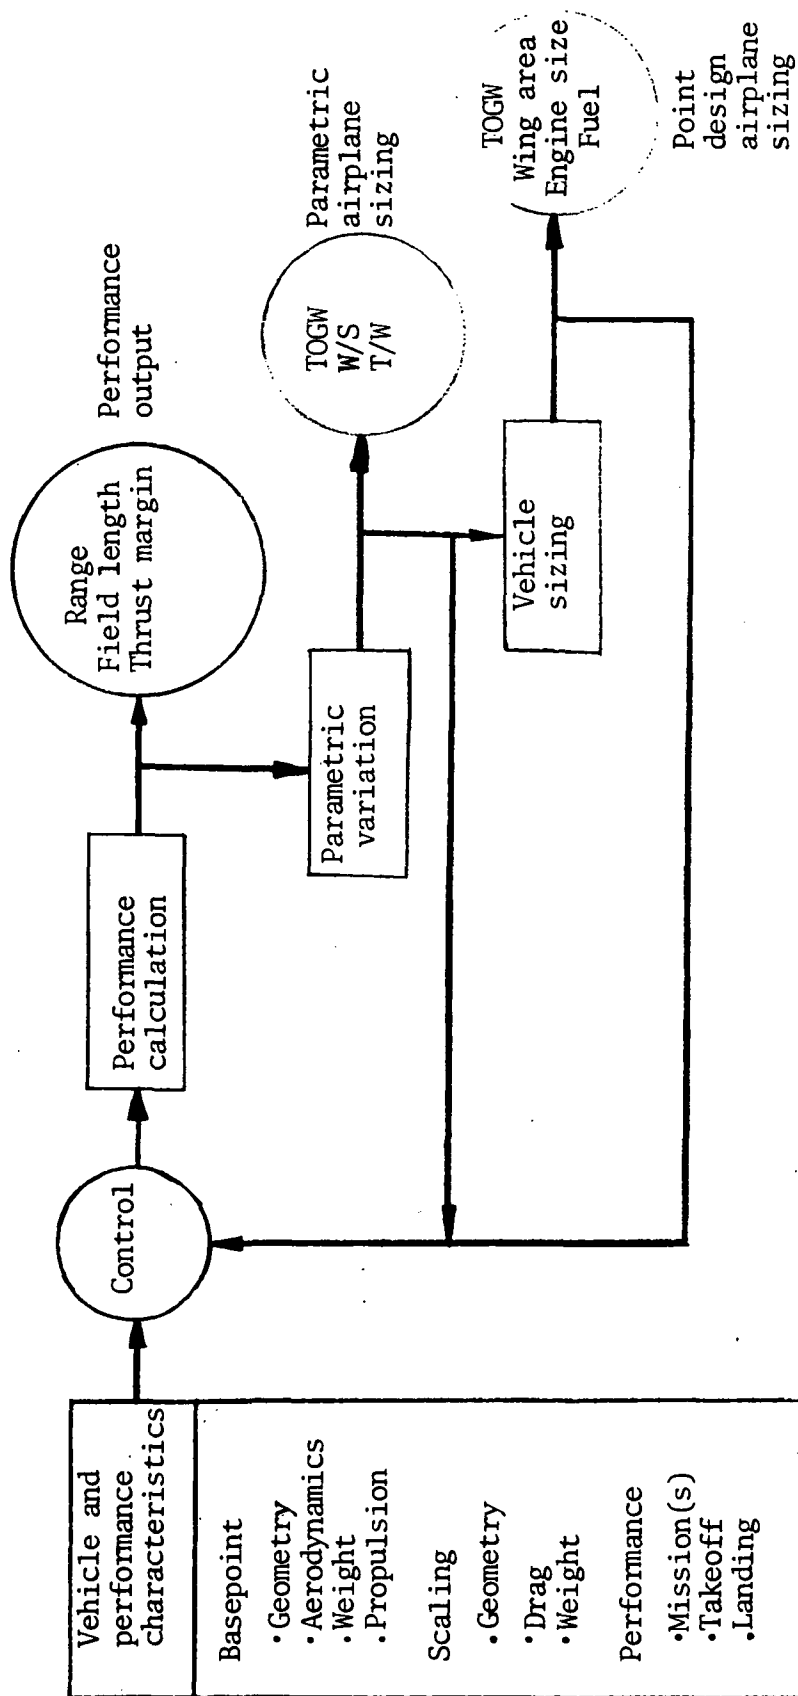 Vehicle and
performance
characteristics
Basepoint
·Geometry
·Aerodynamics
·Weight
·Propulsion
Scaling
·Geometry
·Drag
·Weight
Performance
·Mission(s)
·Takeoff
·Landing
Control
Performance
calculation
Range
Field length
Thrust margin
Performance
output
Parametric
variation
TOGW
W/S
T/W
Parametric
airplane
sizing
Vehicle
sizing
TOGW
Wing area
Engine size
Fuel
Point
design
airplane
sizing